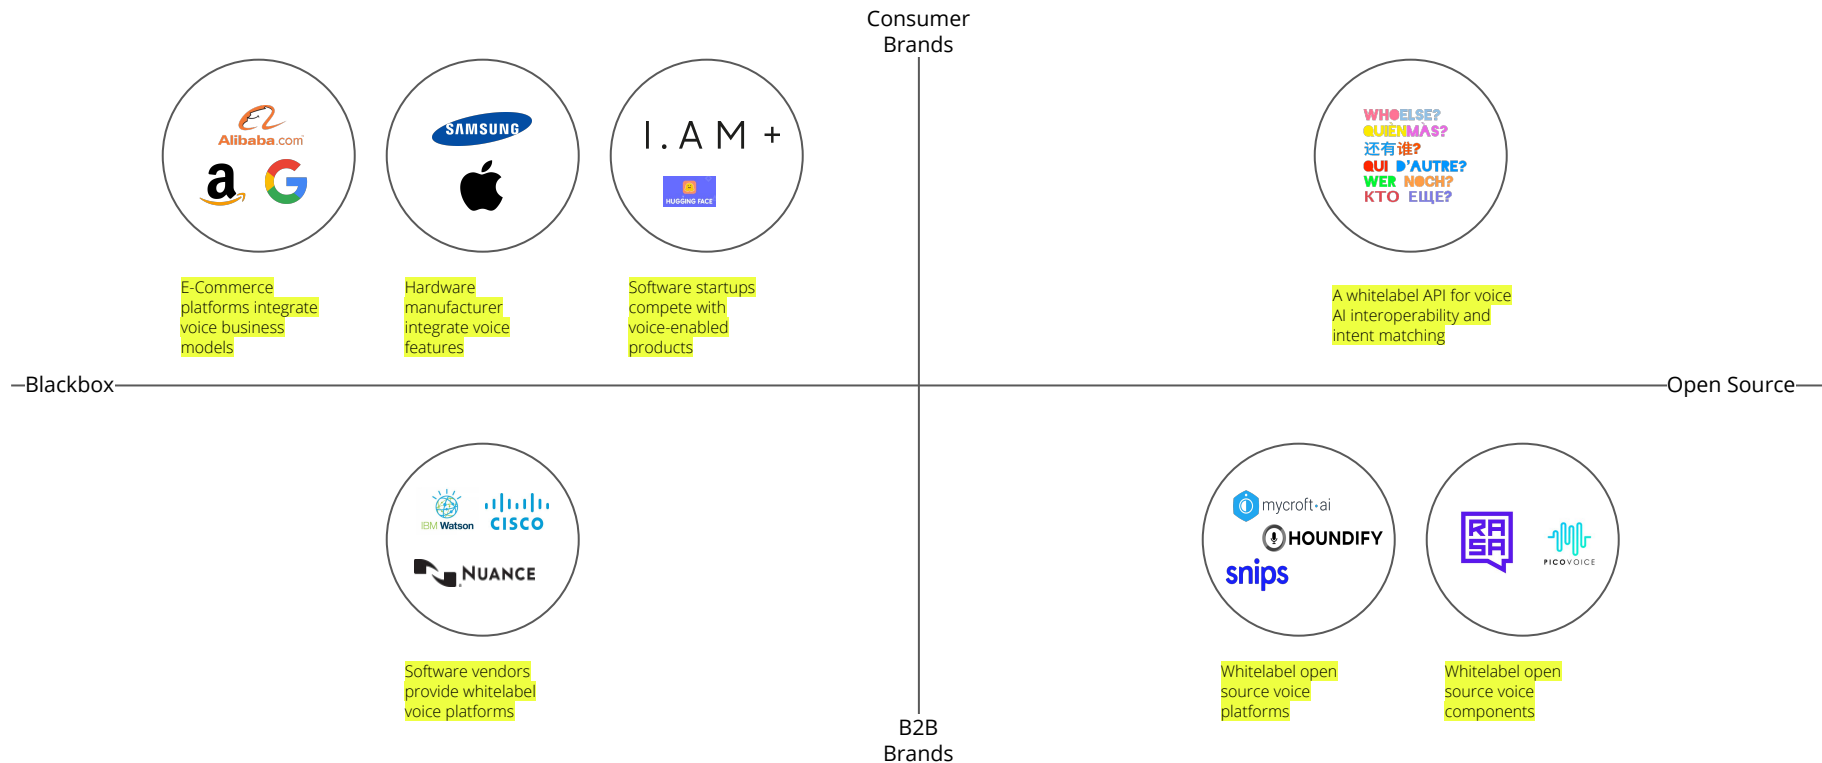 Consumer
Brands
Alibaba.com
SAMSUNG
I.AM+
HUGGING FACE
WHOELSE?
QUIÈNMÀS?
还有谁?
QUI D'AUTRE?
WER NOCH?
КТО ЕЩЕ?
E-Commerce
platforms integrate
voice business
models
Hardware
manufacturer
integrate voice
features
Software startups
compete with
voice-enabled
products
A whitelabel API for voice
AI interoperability and
intent matching
Blackbox
Open Source
IBM Watson
CISCO
NUANCE
mycroft·ai
HOUNDIFY
snips
RASA
PICOVOICE
Software vendors
provide whitelabel
voice platforms
Whitelabel open
source voice
platforms
Whitelabel open
source voice
components
B2B
Brands